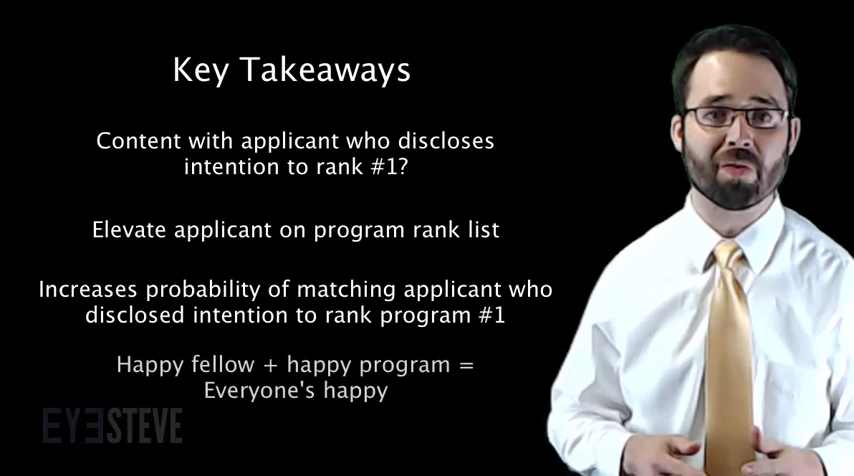 Key Takeaways
Content with applicant who discloses
intention to rank #1?
Elevate applicant on program rank list
Increases probability of matching applicant who
disclosed intention to rank program #1
Happy fellow + happy program =
Everyone's happy
EYƎSTEVE